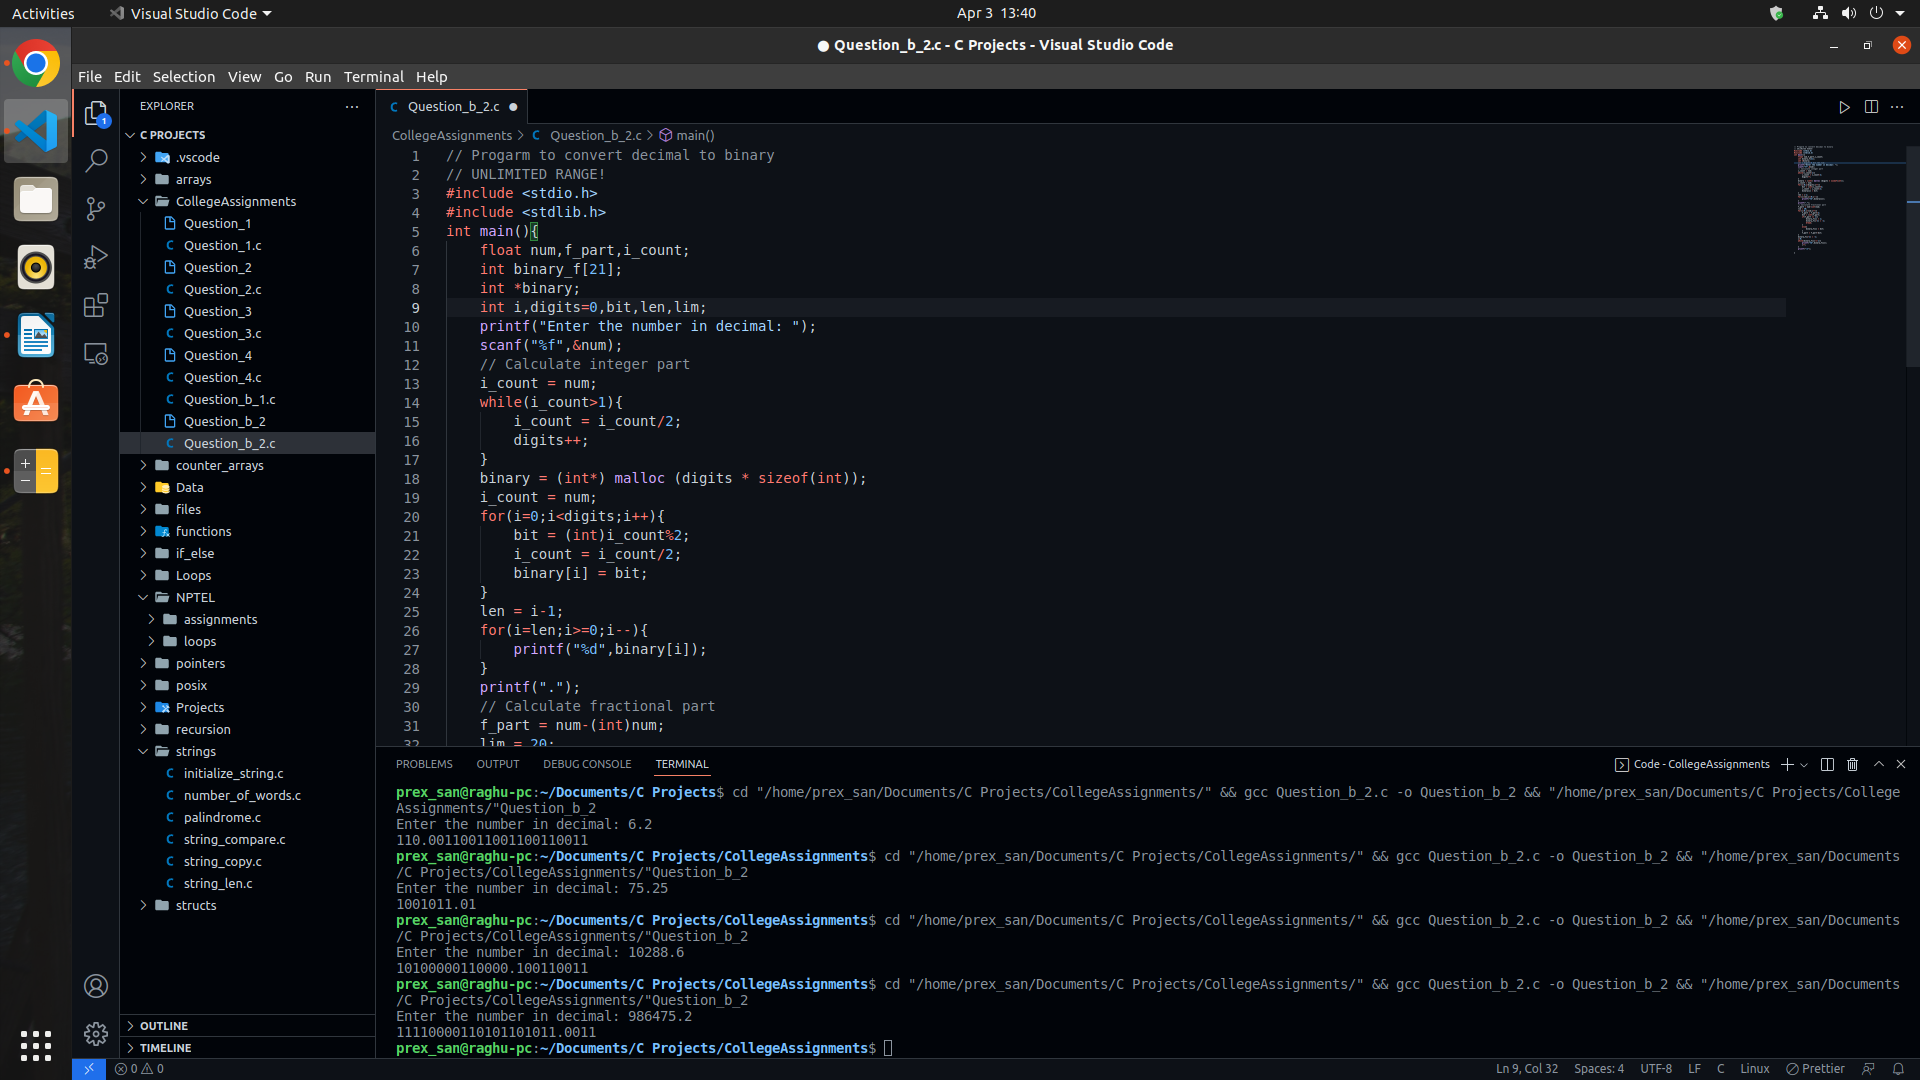 Activities
Visual Studio Code
Apr 3 13:40
● Question_b_2.c - C Projects - Visual Studio Code
File Edit Selection View Go Run Terminal Help
EXPLORER
1
C PROJECTS
.vscode
arrays
CollegeAssignments
Question_1
C Question_1.c
Question_2
C Question_2.c
Question_3
C Question_3.c
Question_4
C Question_4.c
C Question_b_1.c
Question_b_2
C Question_b_2.c
counter_arrays
Data
files
functions
if_else
Loops
NPTEL
assignments
loops
pointers
posix
Projects
recursion
strings
C initialize_string.c
C number_of_words.c
C palindrome.c
C string_compare.c
C string_copy.c
C string_len.c
structs
OUTLINE
TIMELINE
C Question_b_2.c ●
CollegeAssignments > C Question_b_2.c > main()
1 // Progarm to convert decimal to binary
2 // UNLIMITED RANGE!
3 #include <stdio.h>
4 #include <stdlib.h>
5 int main(){
6 float num,f_part,i_count;
7 int binary_f[21];
8 int *binary;
9 int i,digits=0,bit,len,lim;
10 printf("Enter the number in decimal: ");
11 scanf("%f",&num);
12 // Calculate integer part
13 i_count = num;
14 while(i_count>1){
15 i_count = i_count/2;
16 digits++;
17 }
18 binary = (int*) malloc (digits * sizeof(int));
19 i_count = num;
20 for(i=0;i<digits;i++){
21 bit = (int)i_count%2;
22 i_count = i_count/2;
23 binary[i] = bit;
24 }
25 len = i-1;
26 for(i=len;i>=0;i--){
27 printf("%d",binary[i]);
28 }
29 printf(".");
30 // Calculate fractional part
31 f_part = num-(int)num;
32 lim = 20;
PROBLEMS OUTPUT DEBUG CONSOLE TERMINAL
Code - CollegeAssignments
prex_san@raghu-pc:~/Documents/C Projects$ cd "/home/prex_san/Documents/C Projects/CollegeAssignments/" && gcc Question_b_2.c -o Question_b_2 && "/home/prex_san/Documents/C Projects/College
Assignments/"Question_b_2
Enter the number in decimal: 6.2
110.00110011001100110011
prex_san@raghu-pc:~/Documents/C Projects/CollegeAssignments$ cd "/home/prex_san/Documents/C Projects/CollegeAssignments/" && gcc Question_b_2.c -o Question_b_2 && "/home/prex_san/Documents
/C Projects/CollegeAssignments/"Question_b_2
Enter the number in decimal: 75.25
1001011.01
prex_san@raghu-pc:~/Documents/C Projects/CollegeAssignments$ cd "/home/prex_san/Documents/C Projects/CollegeAssignments/" && gcc Question_b_2.c -o Question_b_2 && "/home/prex_san/Documents
/C Projects/CollegeAssignments/"Question_b_2
Enter the number in decimal: 10288.6
10100000110000.100110011
prex_san@raghu-pc:~/Documents/C Projects/CollegeAssignments$ cd "/home/prex_san/Documents/C Projects/CollegeAssignments/" && gcc Question_b_2.c -o Question_b_2 && "/home/prex_san/Documents
/C Projects/CollegeAssignments/"Question_b_2
Enter the number in decimal: 986475.2
11110000110101101011.0011
prex_san@raghu-pc:~/Documents/C Projects/CollegeAssignments$
0 0
Ln 9, Col 32 Spaces: 4 UTF-8 LF C Linux Prettier